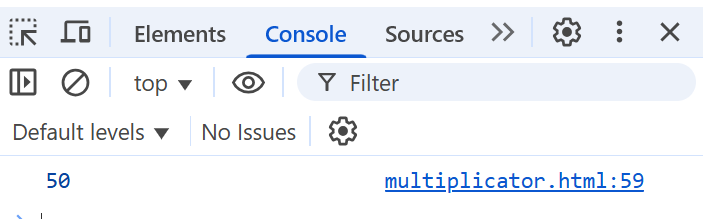 Elements Console Sources
top Filter
Default levels No Issues
50 multiplicator.html:59